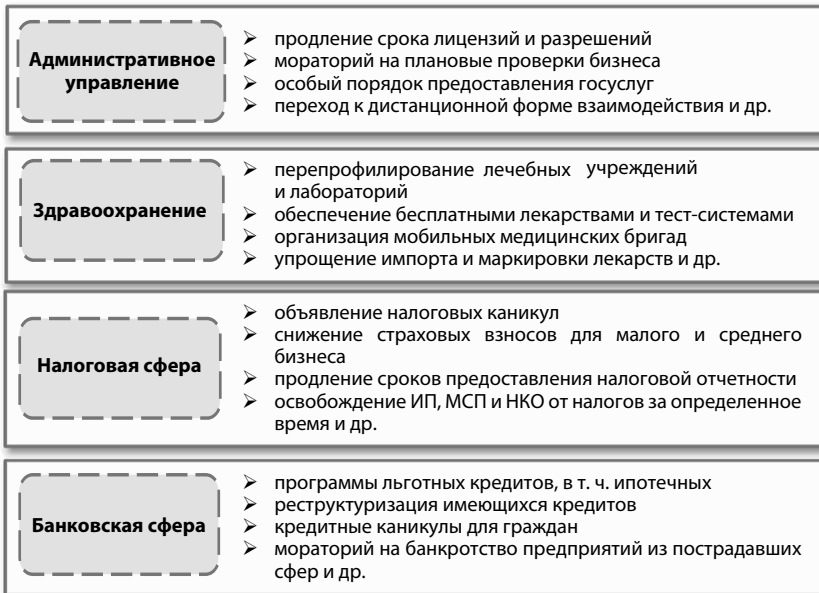 Административное
управление
➢ продление срока лицензий и разрешений
➢ мораторий на плановые проверки бизнеса
➢ особый порядок предоставления госуслуг
➢ переход к дистанционной форме взаимодействия и др.
Здравоохранение
➢ перепрофилирование лечебных учреждений
и лабораторий
➢ обеспечение бесплатными лекарствами и тест-системами
➢ организация мобильных медицинских бригад
➢ упрощение импорта и маркировки лекарств и др.
Налоговая сфера
➢ объявление налоговых каникул
➢ снижение страховых взносов для малого и среднего
бизнеса
➢ продление сроков предоставления налоговой отчетности
➢ освобождение ИП, МСП и НКО от налогов за определенное
время и др.
Банковская сфера
➢ программы льготных кредитов, в т. ч. ипотечных
➢ реструктуризация имеющихся кредитов
➢ кредитные каникулы для граждан
➢ мораторий на банкротство предприятий из пострадавших
сфер и др.